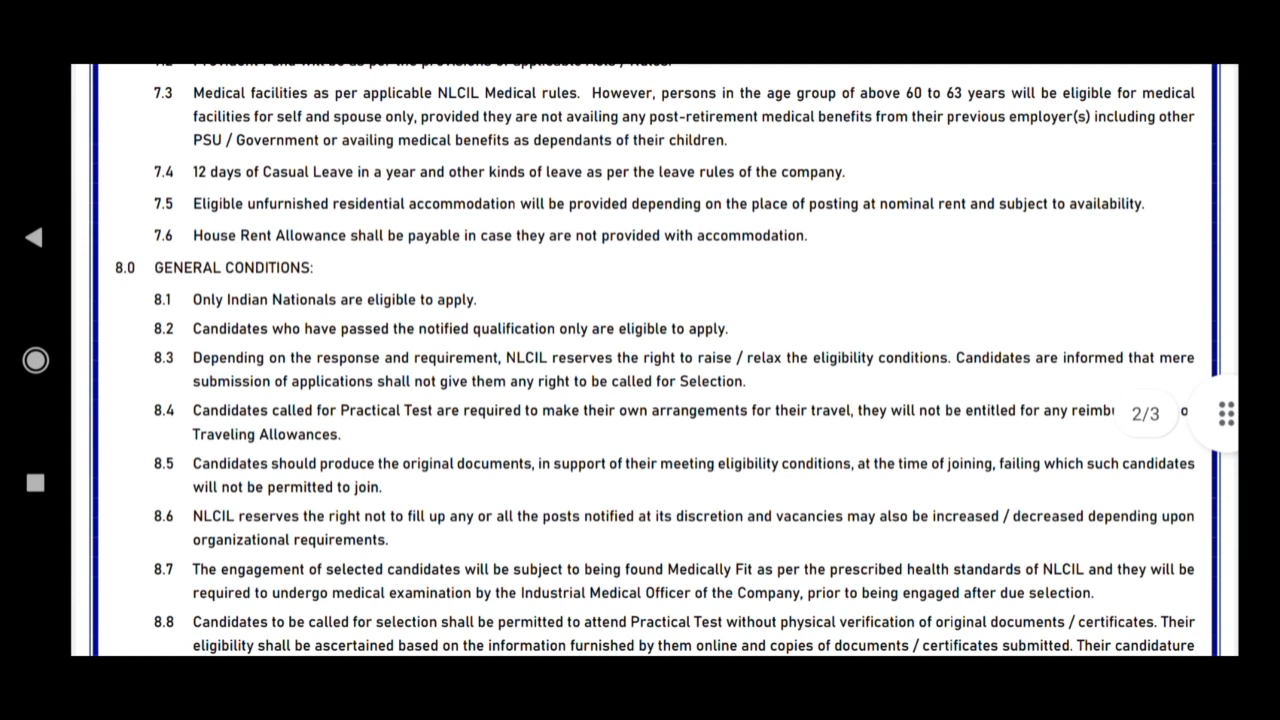 7.3 Medical facilities as per applicable NLCIL Medical rules. However, persons in the age group of above 60 to 63 years will be eligible for medical
facilities for self and spouse only, provided they are not availing any post-retirement medical benefits from their previous employer(s) including other
PSU / Government or availing medical benefits as dependants of their children.
7.4 12 days of Casual Leave in a year and other kinds of leave as per the leave rules of the company.
7.5 Eligible unfurnished residential accommodation will be provided depending on the place of posting at nominal rent and subject to availability.
7.6 House Rent Allowance shall be payable in case they are not provided with accommodation.
8.0 GENERAL CONDITIONS:
8.1 Only Indian Nationals are eligible to apply.
8.2 Candidates who have passed the notified qualification only are eligible to apply.
8.3 Depending on the response and requirement, NLCIL reserves the right to raise / relax the eligibility conditions. Candidates are informed that mere
submission of applications shall not give them any right to be called for Selection.
8.4 Candidates called for Practical Test are required to make their own arrangements for their travel, they will not be entitled for any 2/3
Traveling Allowances.
8.5 Candidates should produce the original documents, in support of their meeting eligibility conditions, at the time of joining, failing which such candidates
will not be permitted to join.
8.6 NLCIL reserves the right not to fill up any or all the posts notified at its discretion and vacancies may also be increased / decreased depending upon
organizational requirements.
8.7 The engagement of selected candidates will be subject to being found Medically Fit as per the prescribed health standards of NLCIL and they will be
required to undergo medical examination by the Industrial Medical Officer of the Company, prior to being engaged after due selection.
8.8 Candidates to be called for selection shall be permitted to attend Practical Test without physical verification of original documents / certificates. Their
eligibility shall be ascertained based on the information furnished by them online and copies of documents / certificates submitted. Their candidature